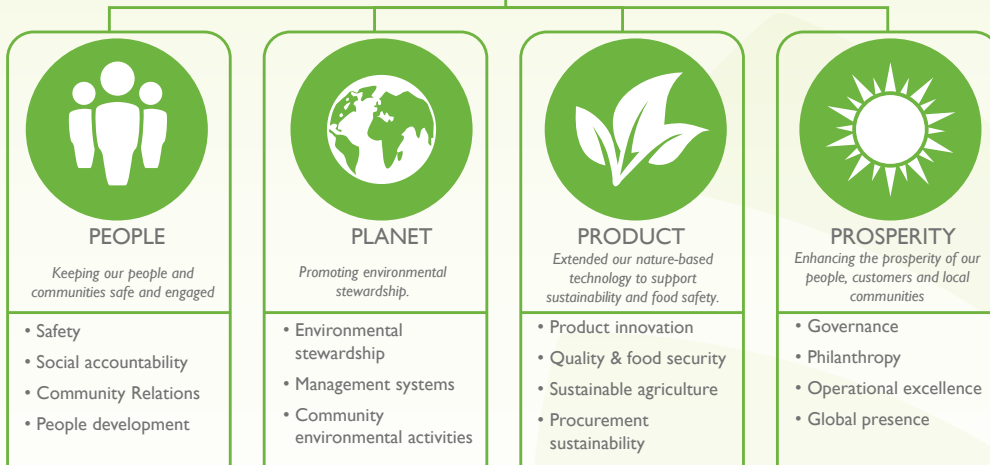 PEOPLE
Keeping our people and
communities safe and engaged
• Safety
• Social accountability
• Community Relations
• People development
PLANET
Promoting environmental
stewardship.
• Environmental
stewardship
• Management systems
• Community
environmental activities
PRODUCT
Extended our nature-based
technology to support
sustainability and food safety.
• Product innovation
• Quality & food security
• Sustainable agriculture
• Procurement
sustainability
PROSPERITY
Enhancing the prosperity of our
people, customers and local
communities
• Governance
• Philanthropy
• Operational excellence
• Global presence